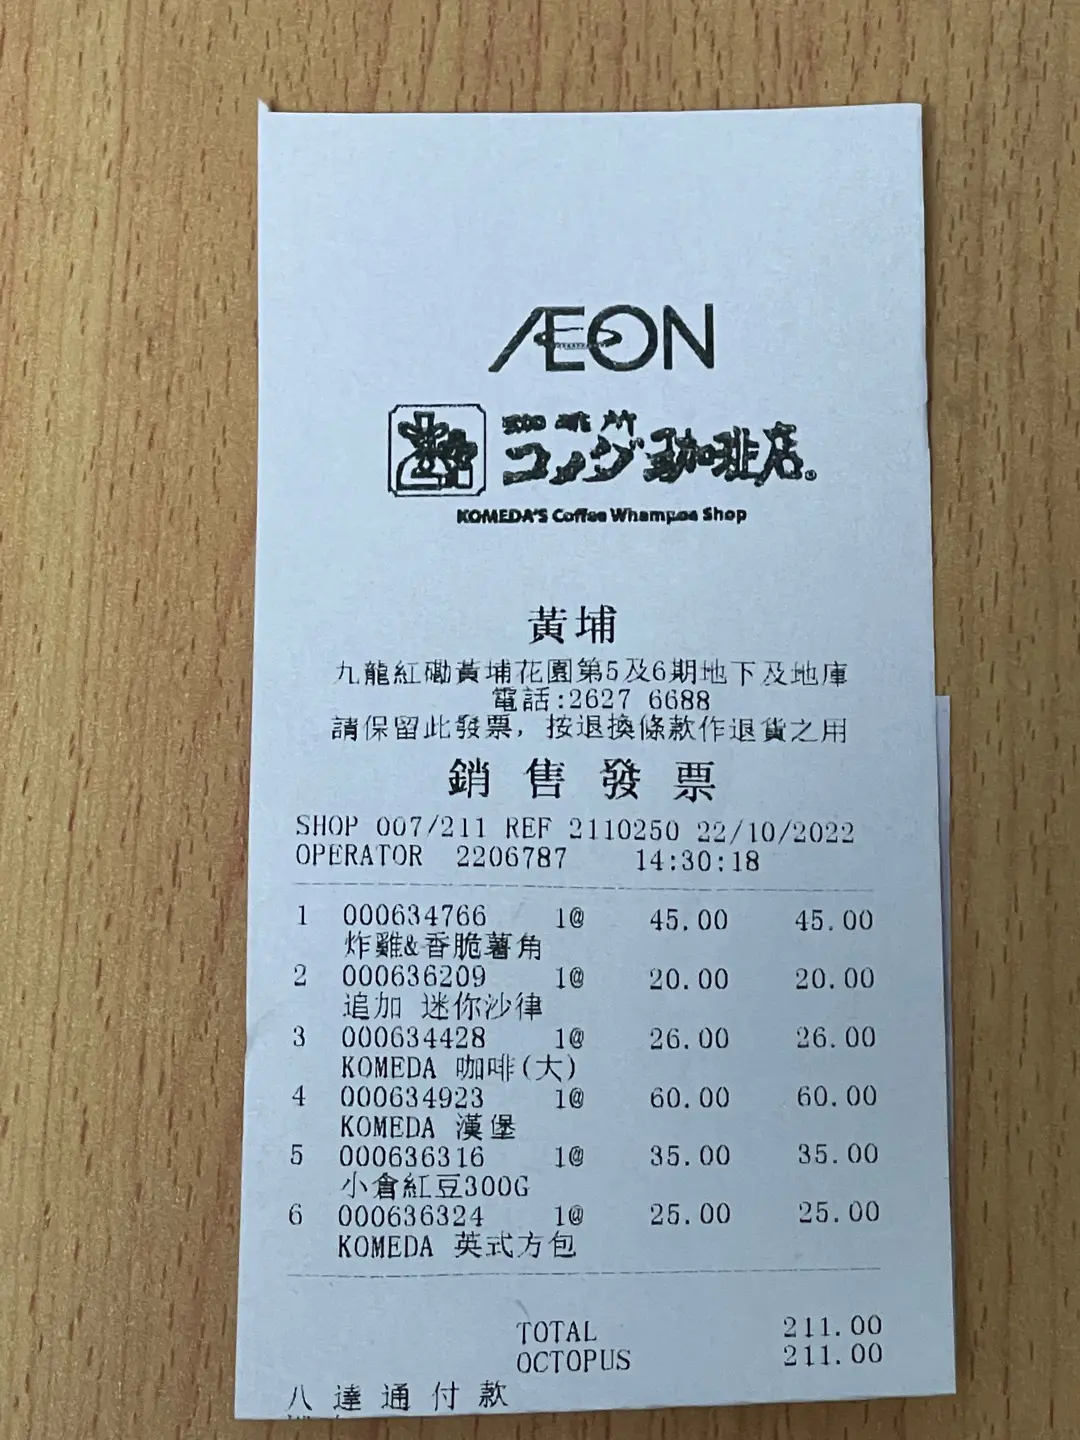 ÆON
珈琲所
コメダ珈琲店®
KOMEDA'S Coffee Whampoa Shop
黃埔
九龍紅磡黃埔花園第5及6期地下及地庫
電話:2627 6688
請保留此發票，按退換條款作退貨之用
銷售發票
SHOP 007/211 REF 2110250 22/10/2022
OPERATOR 2206787 14:30:18
1 000634766 1@ 45.00 45.00
炸雞&香脆薯角
2 000636209 1@ 20.00 20.00
追加 迷你沙律
3 000634428 1@ 26.00 26.00
KOMEDA 咖啡(大)
4 000634923 1@ 60.00 60.00
KOMEDA 漢堡
5 000636316 1@ 35.00 35.00
小倉紅豆300G
6 000636324 1@ 25.00 25.00
KOMEDA 英式方包
TOTAL 211.00
OCTOPUS 211.00
八達通付款